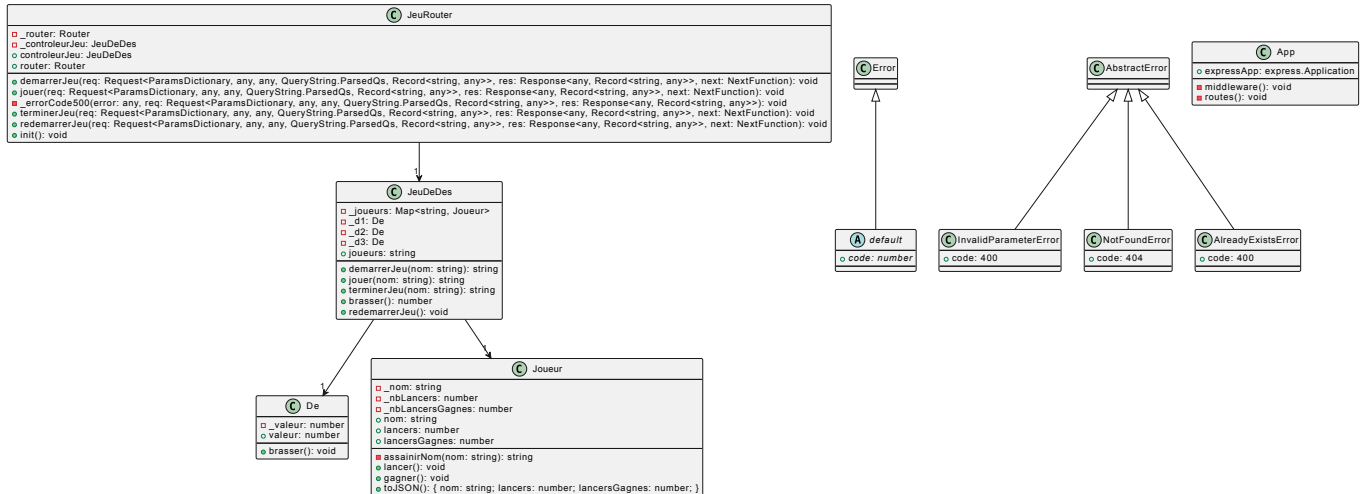 C JeuRouter
_router: Router
_controleurJeu: JeuDeDes
controleurJeu: JeuDeDes
router: Router
demarrerJeu(req: Request<ParamsDictionary, any, any, QueryString.ParsedQs, Record<string, any>>, res: Response<any, Record<string, any>>, next: NextFunction): void
jouer(req: Request<ParamsDictionary, any, any, QueryString.ParsedQs, Record<string, any>>, res: Response<any, Record<string, any>>, next: NextFunction): void
_errorCode500(error: any, req: Request<ParamsDictionary, any, any, QueryString.ParsedQs, Record<string, any>>, res: Response<any, Record<string, any>>): void
terminerJeu(req: Request<ParamsDictionary, any, any, QueryString.ParsedQs, Record<string, any>>, res: Response<any, Record<string, any>>, next: NextFunction): void
redemarrerJeu(req: Request<ParamsDictionary, any, any, QueryString.ParsedQs, Record<string, any>>, res: Response<any, Record<string, any>>, next: NextFunction): void
init(): void
C Error
C AbstractError
C App
expressApp: express.Application
middleware(): void
routes(): void
1
C JeuDeDes
_joueurs: Map<string, Joueur>
_d1: De
_d2: De
_d3: De
joueurs: string
demarrerJeu(nom: string): string
jouer(nom: string): string
terminerJeu(nom: string): string
brasser(): number
redemarrerJeu(): void
A default
code: number
C InvalidParameterError
code: 400
C NotFoundError
code: 404
C AlreadyExistsError
code: 400
1
1
C De
_valeur: number
valeur: number
brasser(): void
C Joueur
_nom: string
_nbLancers: number
_nbLancersGagnes: number
nom: string
lancers: number
lancersGagnes: number
assainirNom(nom: string): string
lancer(): void
gagner(): void
toJSON(): { nom: string; lancers: number; lancersGagnes: number; }